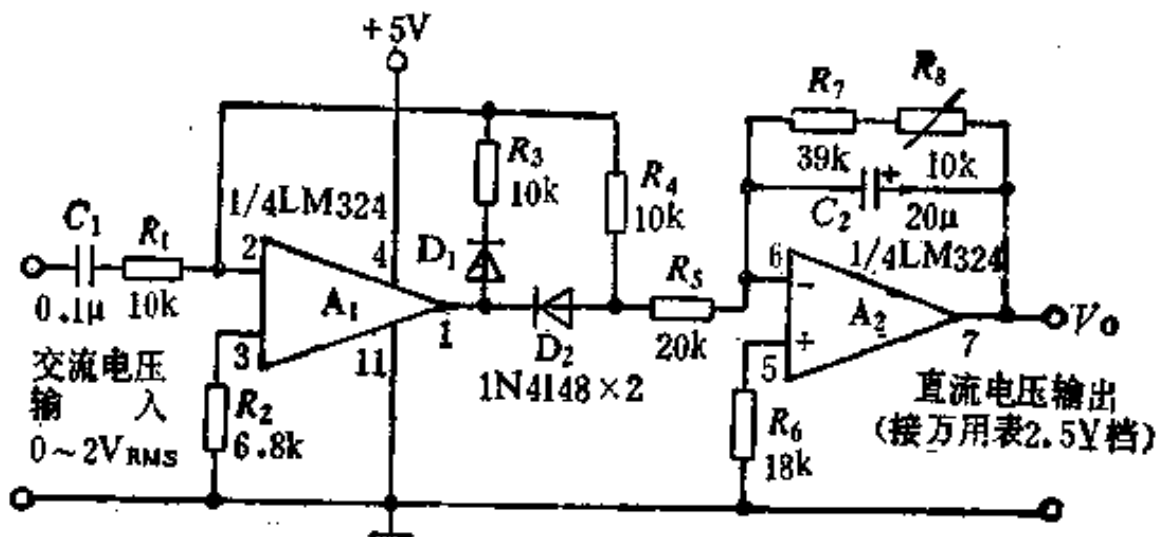 +5V
R₇
R₈
39k
10k
R₃
10k
R₄
10k
C₂
20μ
+
1/4LM324
1/4LM324
C₁
R₁
0.1μ
10k
2
4
D₁
A₁
3
11
1
D₂
1N4148×2
R₅
20k
6
−
A₂
+
5
7
Vo
交流电压
输 入
0～2VRMS
R₂
6.8k
R₆
18k
直流电压输出
(接万用表2.5V档)